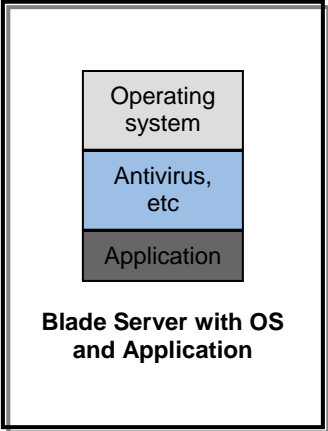 Operating
system
Antivirus,
etc
Application
Blade Server with OS
and Application